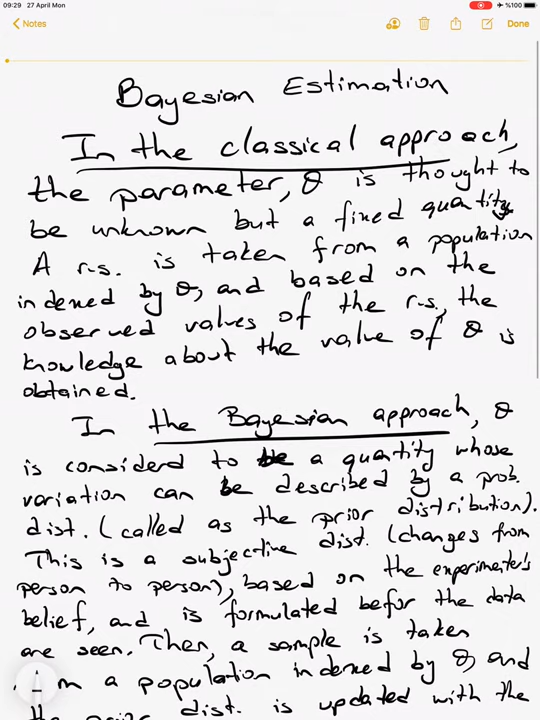 09:29 27 April Mon
%100
Notes
Done
Bayesian Estimation
In the classical approach,
the parameter, θ is thought to
be unknown but a fixed quantity.
A r.s. is taken from a population
indexed by θ, and based on the
observed values of the r.s., the
knowledge about the value of θ is
obtained.
In the Bayesian approach, θ
is considerd to be a quantity whose
variation can be described by a prob.
dist. (called as the prior distribution).
This is a subjective dist. (changes from
person to person), based on the experimenter's
belief, and is formulated befor the data
are seen. Then, a sample is taken
m a population indexed by θ, and
the prior dist. is updated with the